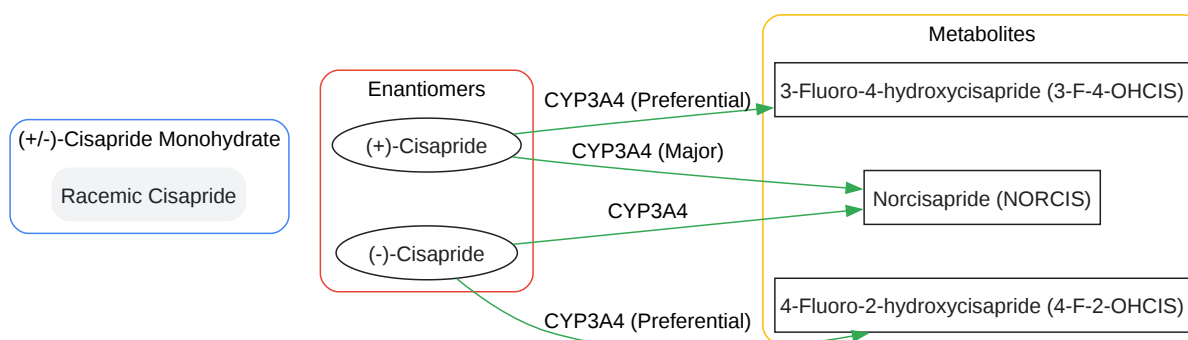 (+/-)-Cisapride Monohydrate
Racemic Cisapride
Enantiomers
(+)-Cisapride
(-)-Cisapride
CYP3A4 (Preferential)
CYP3A4 (Major)
CYP3A4
CYP3A4 (Preferential)
Metabolites
3-Fluoro-4-hydroxycisapride (3-F-4-OHCIS)
Norcisapride (NORCIS)
4-Fluoro-2-hydroxycisapride (4-F-2-OHCIS)